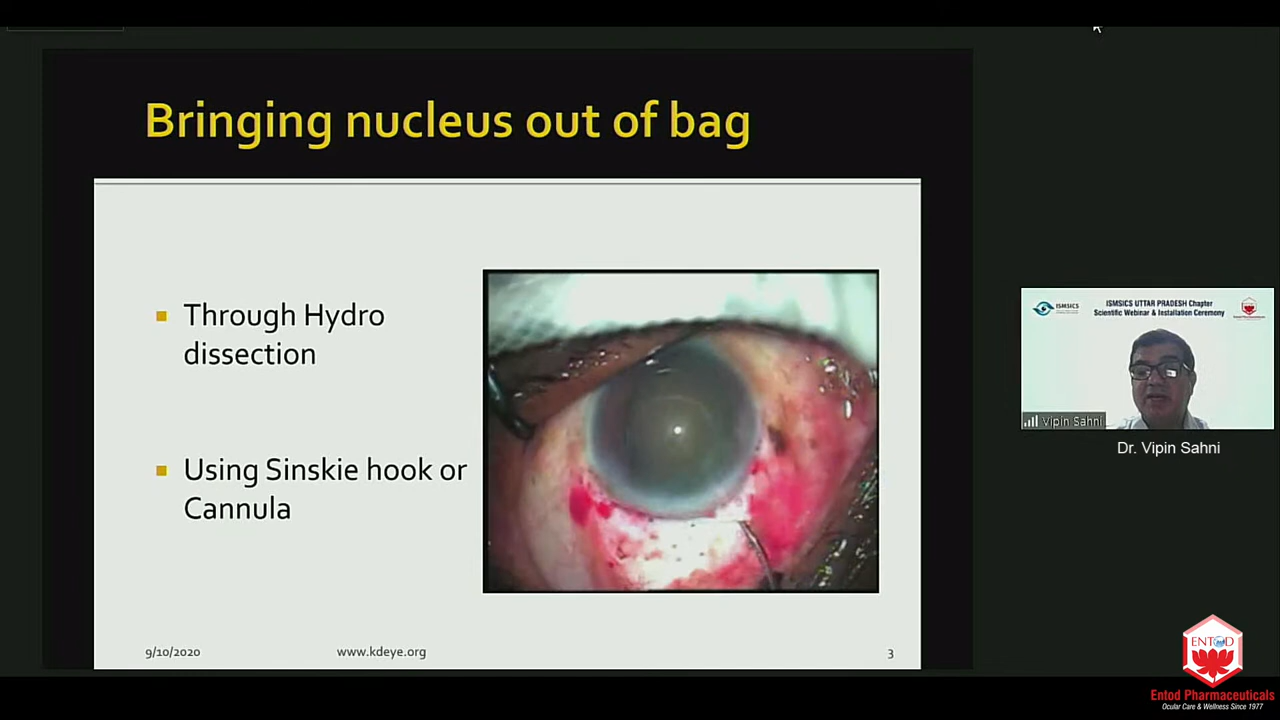 Bringing nucleus out of bag
Through Hydro
dissection
Using Sinskie hook or
Cannula
9/10/2020
www.kdeye.org
3
ISMSICS
ISMSICS UTTAR PRADESH Chapter
Scientific Webinar & Installation Ceremony
Vipin Sahni
Dr. Vipin Sahni
ENTOD
Entod Pharmaceuticals
Ocular Care & Wellness Since 1977